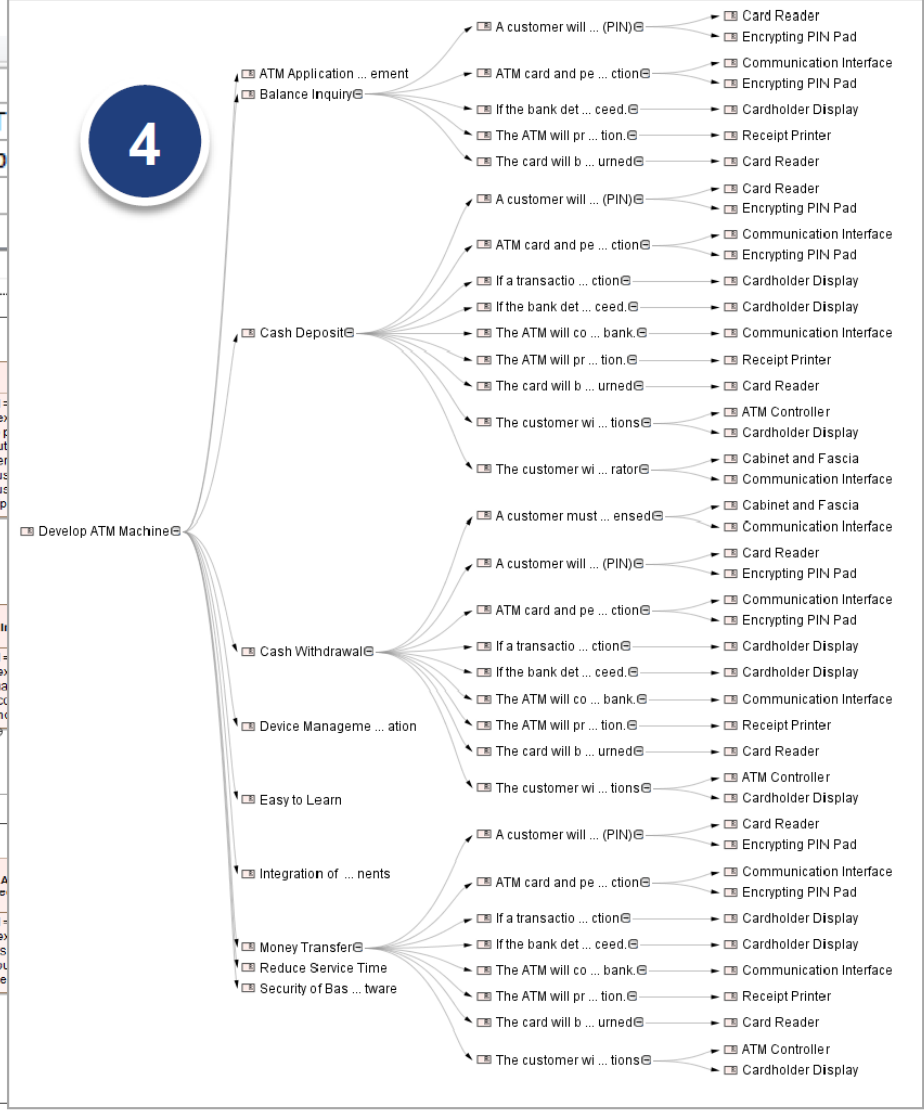 4
Develop ATM Machine
ATM Application ... ement
Balance Inquiry
A customer will ... (PIN)
Card Reader
Encrypting PIN Pad
ATM card and pe ... ction
Communication Interface
Encrypting PIN Pad
If the bank det ... ceed.
Cardholder Display
The ATM will pr ... tion.
Receipt Printer
The card will b ... urned
Card Reader
Cash Deposit
A customer will ... (PIN)
Card Reader
Encrypting PIN Pad
ATM card and pe ... ction
Communication Interface
Encrypting PIN Pad
If a transactio ... ction
Cardholder Display
If the bank det ... ceed.
Cardholder Display
The ATM will co ... bank.
Communication Interface
The ATM will pr ... tion.
Receipt Printer
The card will b ... urned
Card Reader
The customer wi ... tions
ATM Controller
Cardholder Display
The customer wi ... rator
Cabinet and Fascia
Communication Interface
Cash Withdrawal
A customer must ... ensed
Cabinet and Fascia
Communication Interface
A customer will ... (PIN)
Card Reader
Encrypting PIN Pad
ATM card and pe ... ction
Communication Interface
Encrypting PIN Pad
If a transactio ... ction
Cardholder Display
If the bank det ... ceed.
Cardholder Display
The ATM will co ... bank.
Communication Interface
The ATM will pr ... tion.
Receipt Printer
The card will b ... urned
Card Reader
The customer wi ... tions
ATM Controller
Cardholder Display
Device Manageme ... ation
Easy to Learn
Integration of ... nents
Money Transfer
A customer will ... (PIN)
Card Reader
Encrypting PIN Pad
ATM card and pe ... ction
Communication Interface
Encrypting PIN Pad
If a transactio ... ction
Cardholder Display
If the bank det ... ceed.
Cardholder Display
The ATM will co ... bank.
Communication Interface
The ATM will pr ... tion.
Receipt Printer
The card will b ... urned
Card Reader
The customer wi ... tions
ATM Controller
Cardholder Display
Reduce Service Time
Security of Bas ... tware